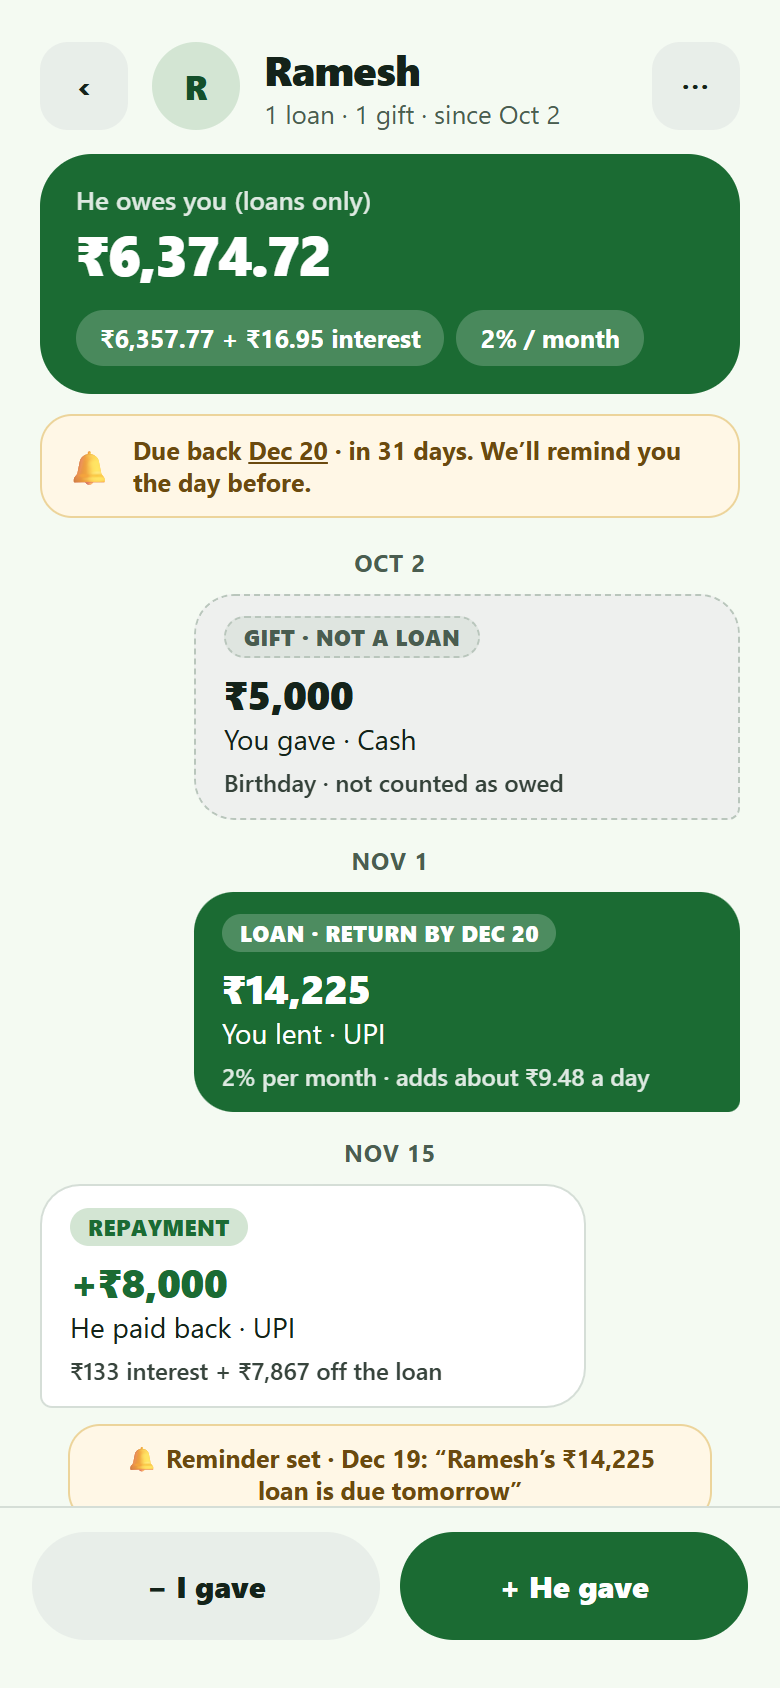 ‹
R
Ramesh
1 loan · 1 gift · since Oct 2
...
He owes you (loans only)
₹6,374.72
₹6,357.77 + ₹16.95 interest
2% / month
🔔
Due back Dec 20 · in 31 days. We’ll remind you
the day before.
OCT 2
GIFT · NOT A LOAN
₹5,000
You gave · Cash
Birthday · not counted as owed
NOV 1
LOAN · RETURN BY DEC 20
₹14,225
You lent · UPI
2% per month · adds about ₹9.48 a day
NOV 15
REPAYMENT
+₹8,000
He paid back · UPI
₹133 interest + ₹7,867 off the loan
🔔 Reminder set · Dec 19: “Ramesh’s ₹14,225
loan is due tomorrow”
− I gave
+ He gave